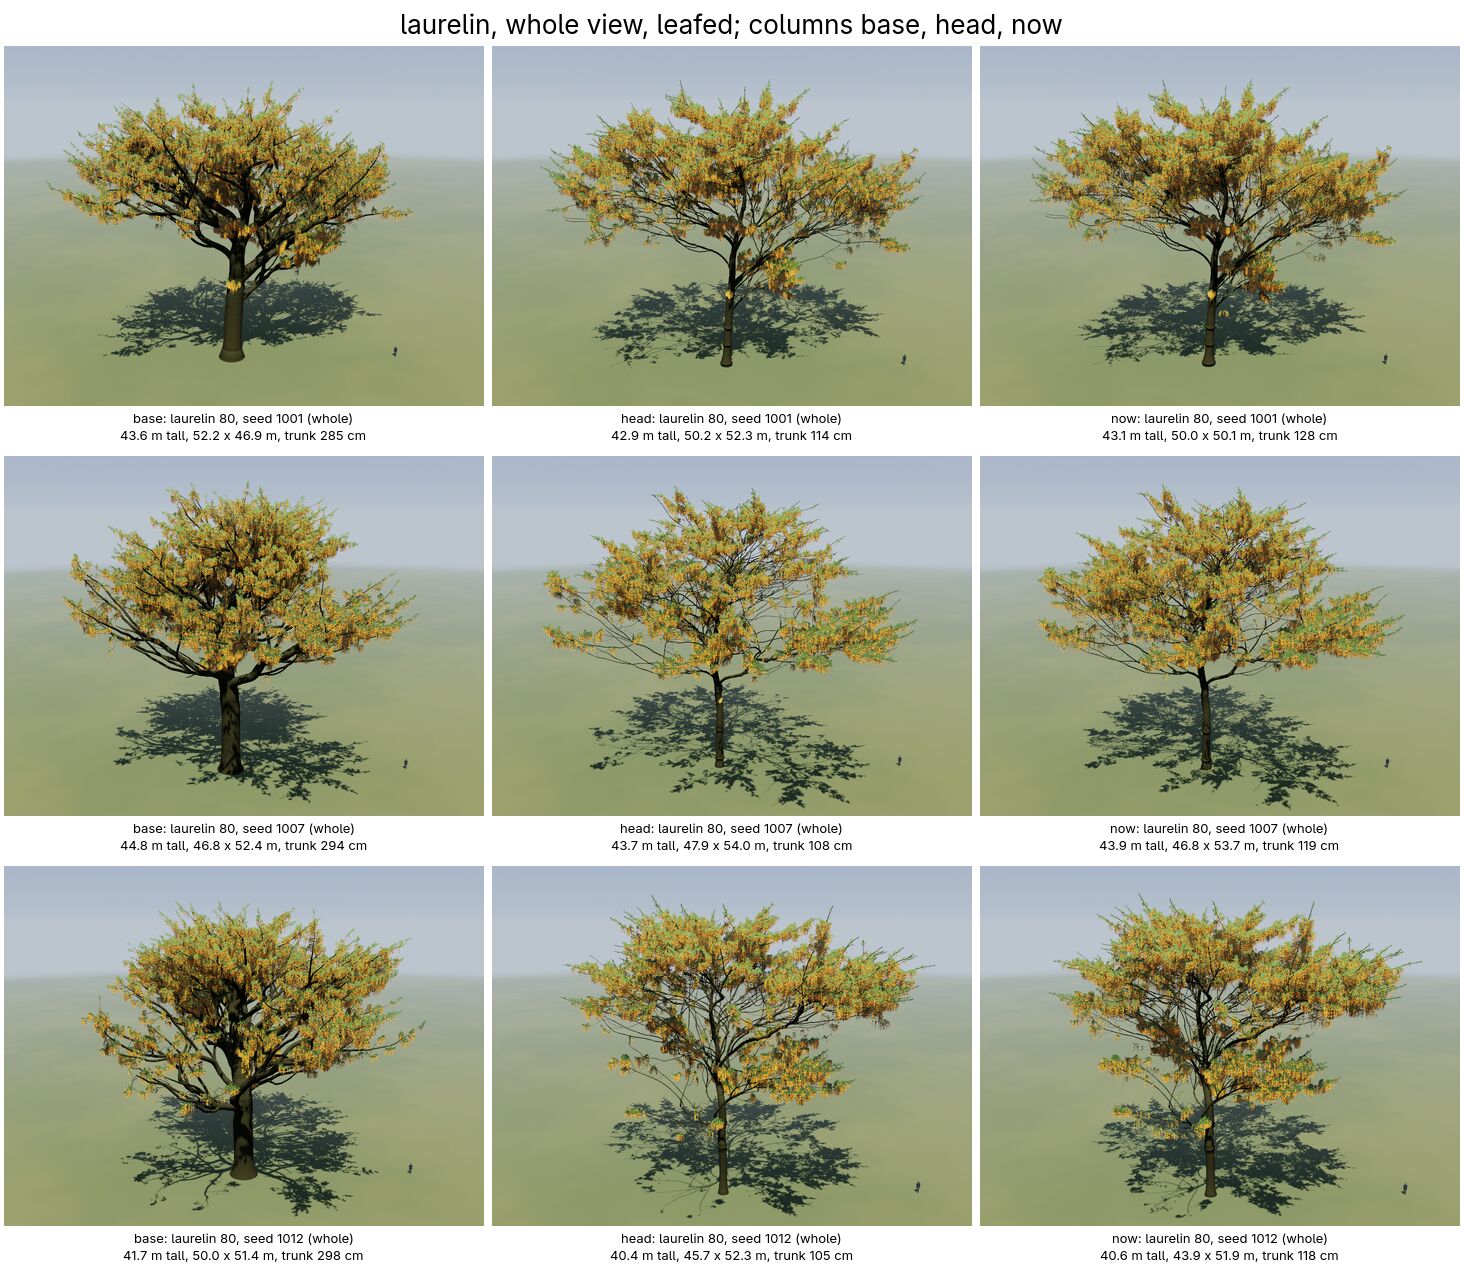 laurelin, whole view, leafed; columns base, head, now
base: laurelin 80, seed 1001 (whole)
43.6 m tall, 52.2 x 46.9 m, trunk 285 cm
head: laurelin 80, seed 1001 (whole)
42.9 m tall, 50.2 x 52.3 m, trunk 114 cm
now: laurelin 80, seed 1001 (whole)
43.1 m tall, 50.0 x 50.1 m, trunk 128 cm
base: laurelin 80, seed 1007 (whole)
44.8 m tall, 46.8 x 52.4 m, trunk 294 cm
head: laurelin 80, seed 1007 (whole)
43.7 m tall, 47.9 x 54.0 m, trunk 108 cm
now: laurelin 80, seed 1007 (whole)
43.9 m tall, 46.8 x 53.7 m, trunk 119 cm
base: laurelin 80, seed 1012 (whole)
41.7 m tall, 50.0 x 51.4 m, trunk 298 cm
head: laurelin 80, seed 1012 (whole)
40.4 m tall, 45.7 x 52.3 m, trunk 105 cm
now: laurelin 80, seed 1012 (whole)
40.6 m tall, 43.9 x 51.9 m, trunk 118 cm